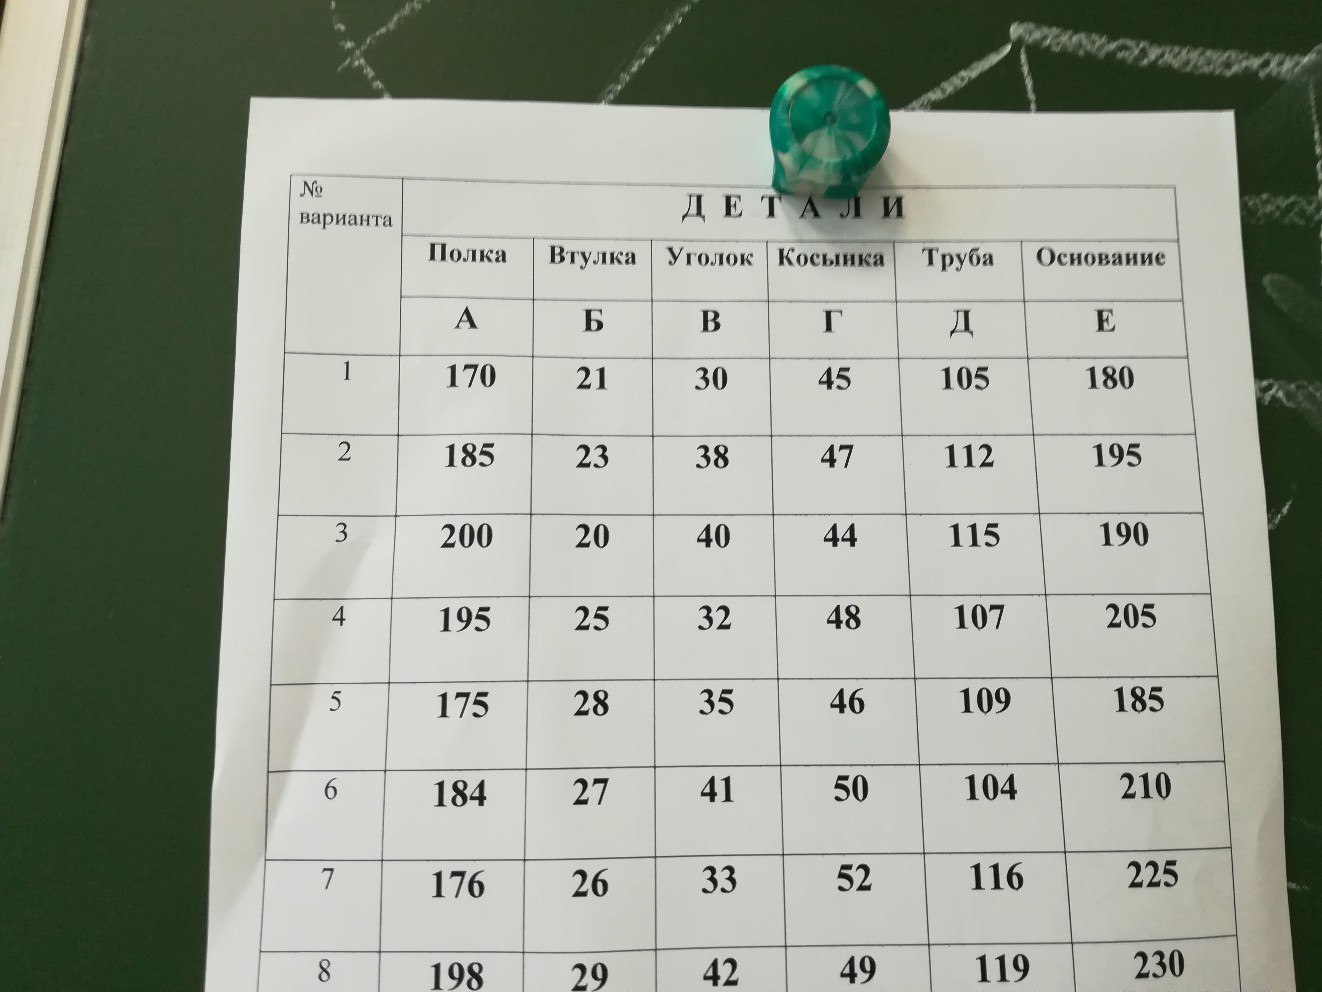 №
варианта
Д Е Т А Л И
Полка Втулка Уголок Косынка Труба Основание
А Б В Г Д Е
1 170 21 30 45 105 180
2 185 23 38 47 112 195
3 200 20 40 44 115 190
4 195 25 32 48 107 205
5 175 28 35 46 109 185
6 184 27 41 50 104 210
7 176 26 33 52 116 225
8 198 29 42 49 119 230